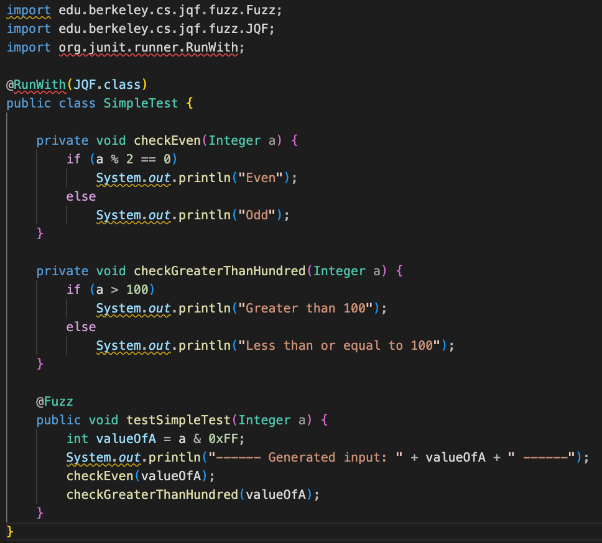 import edu.berkeley.cs.jqf.fuzz.Fuzz;
import edu.berkeley.cs.jqf.fuzz.JQF;
import org.junit.runner.RunWith;

@RunWith(JQF.class)
public class SimpleTest {

    private void checkEven(Integer a) {
        if (a % 2 == 0)
            System.out.println("Even");
        else
            System.out.println("Odd");
    }

    private void checkGreaterThanHundred(Integer a) {
        if (a > 100)
            System.out.println("Greater than 100");
        else
            System.out.println("Less than or equal to 100");
    }

    @Fuzz
    public void testSimpleTest(Integer a) {
        int valueOfA = a & 0xFF;
        System.out.println("------ Generated input: " + valueOfA + " ------");
        checkEven(valueOfA);
        checkGreaterThanHundred(valueOfA);
    }
}